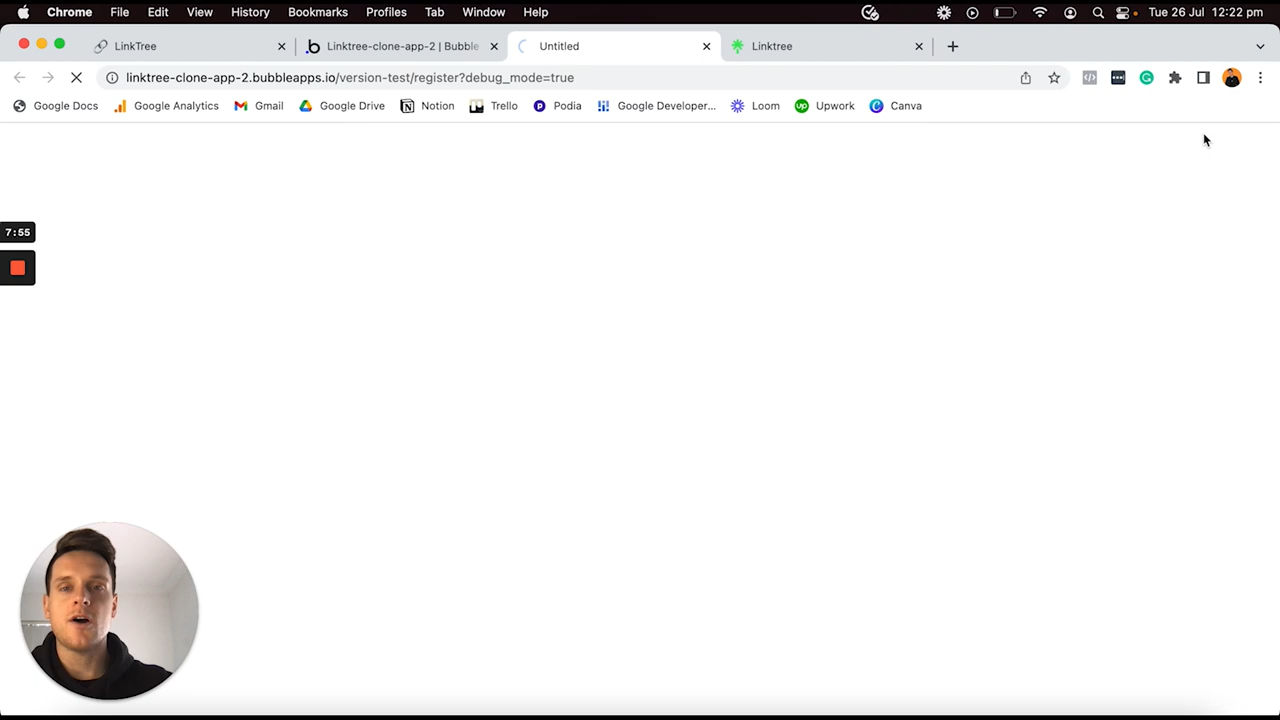 Chrome File Edit View History Bookmarks Profiles Tab Window Help Tue 26 Jul 12:22 pm
LinkTree Linktree-clone-app-2 | Bubble Untitled Linktree
linktree-clone-app-2.bubbleapps.io/version-test/register?debug_mode=true
Google Docs Google Analytics Gmail Google Drive Notion Trello Podia Google Developer... Loom Upwork Canva
7:55